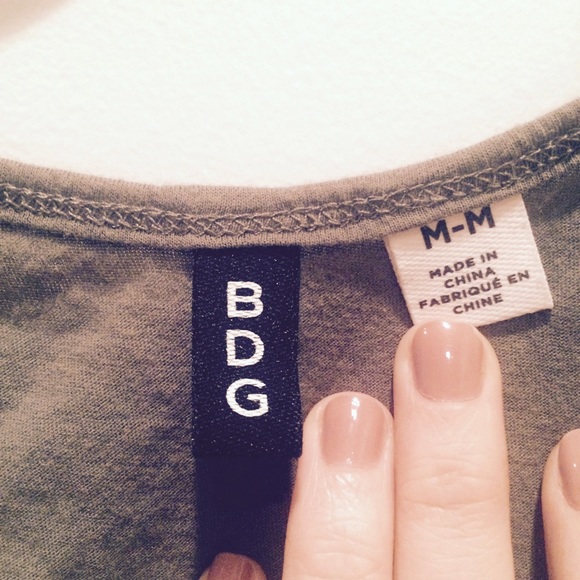 B
D
G
M-M
MADE IN
CHINA
FABRIQUÉ EN
CHINE